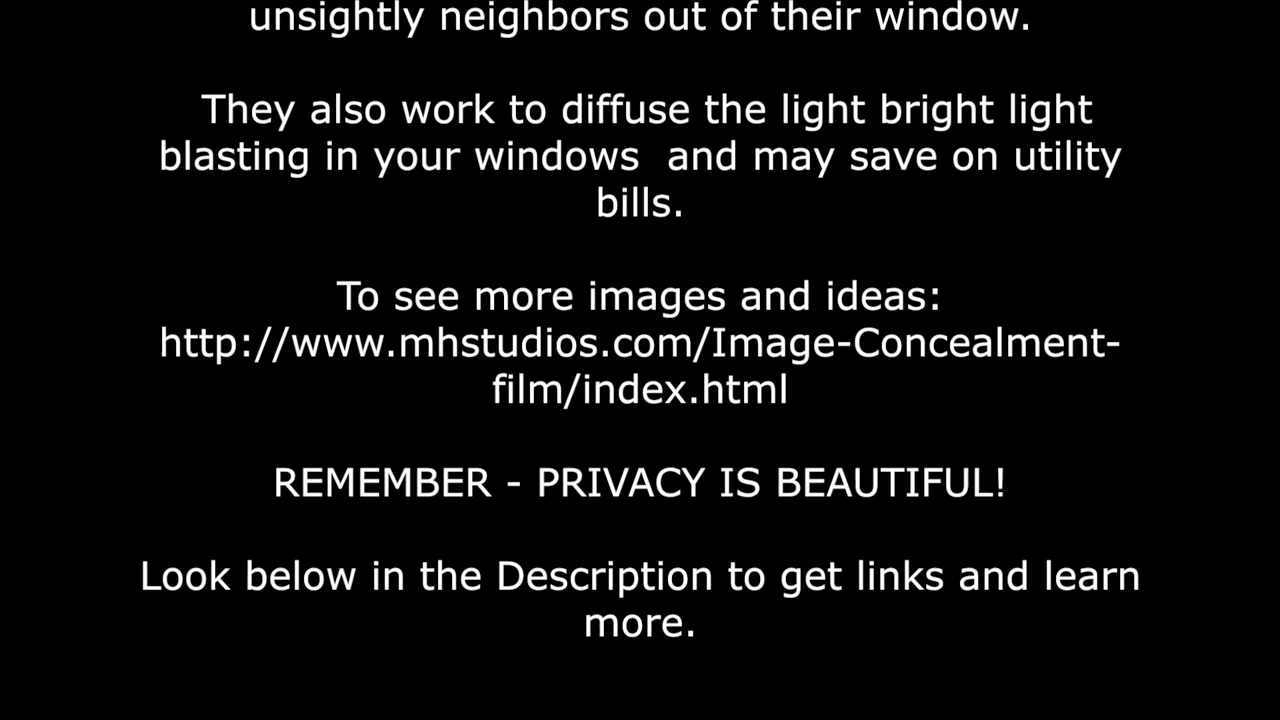 unsightly neighbors out of their window.
They also work to diffuse the light bright light
blasting in your windows  and may save on utility
bills.
To see more images and ideas:
http://www.mhstudios.com/Image-Concealment-
film/index.html
REMEMBER - PRIVACY IS BEAUTIFUL!
Look below in the Description to get links and learn
more.